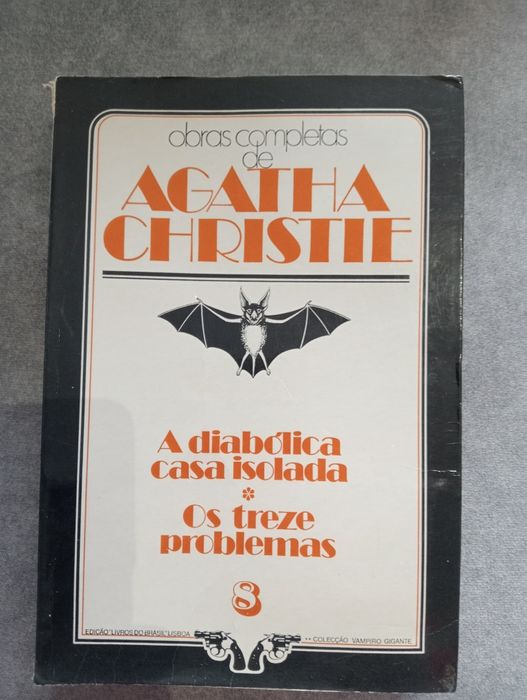 obras completas
de
AGATHA
CHRISTIE
A diabólica
casa isolada
*
Os treze
problemas
8
EDIÇÃO "LIVROS DO BRASIL" LISBOA
** COLECÇÃO VAMPIRO GIGANTE